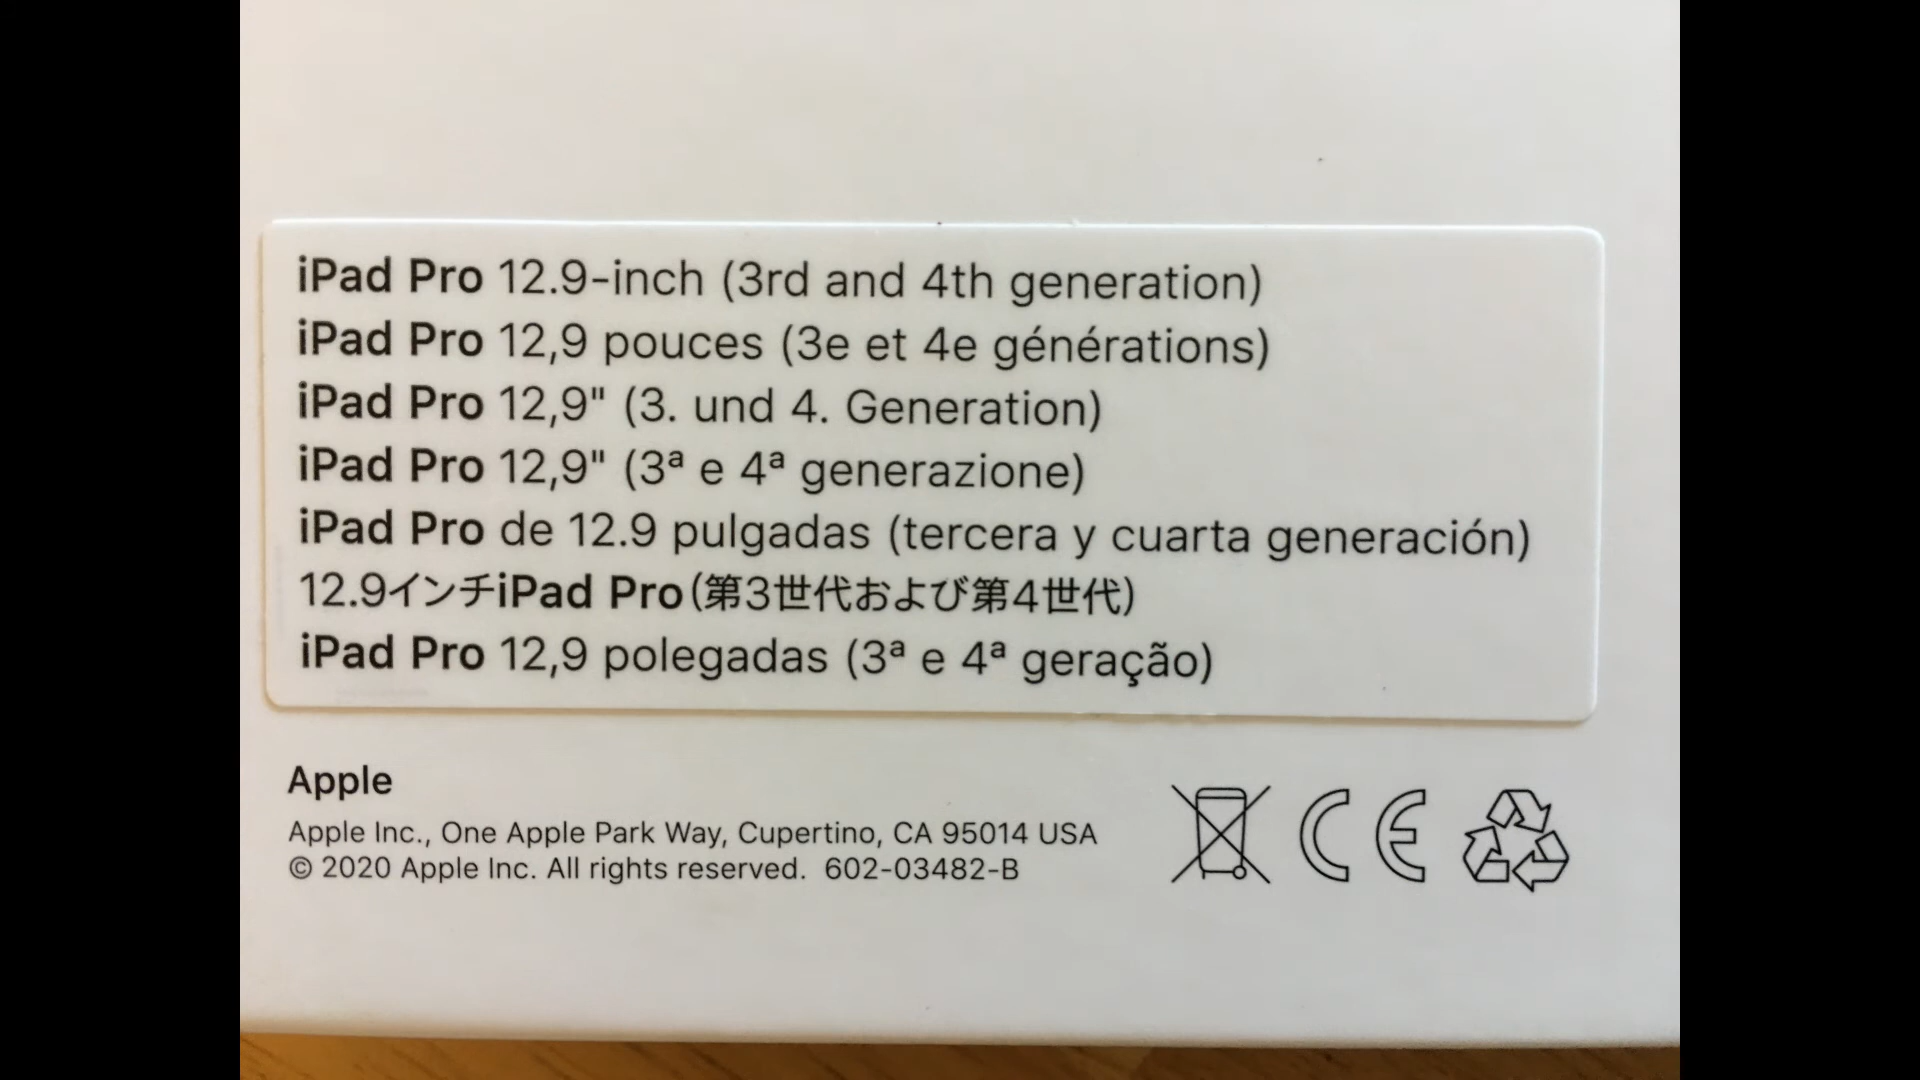 iPad Pro 12.9-inch (3rd and 4th generation)
iPad Pro 12,9 pouces (3e et 4e générations)
iPad Pro 12,9" (3. und 4. Generation)
iPad Pro 12,9" (3ª e 4ª generazione)
iPad Pro de 12.9 pulgadas (tercera y cuarta generación)
12.9インチiPad Pro(第3世代および第4世代)
iPad Pro 12,9 polegadas (3ª e 4ª geração)
Apple
Apple Inc., One Apple Park Way, Cupertino, CA 95014 USA
© 2020 Apple Inc. All rights reserved. 602-03482-B
CE